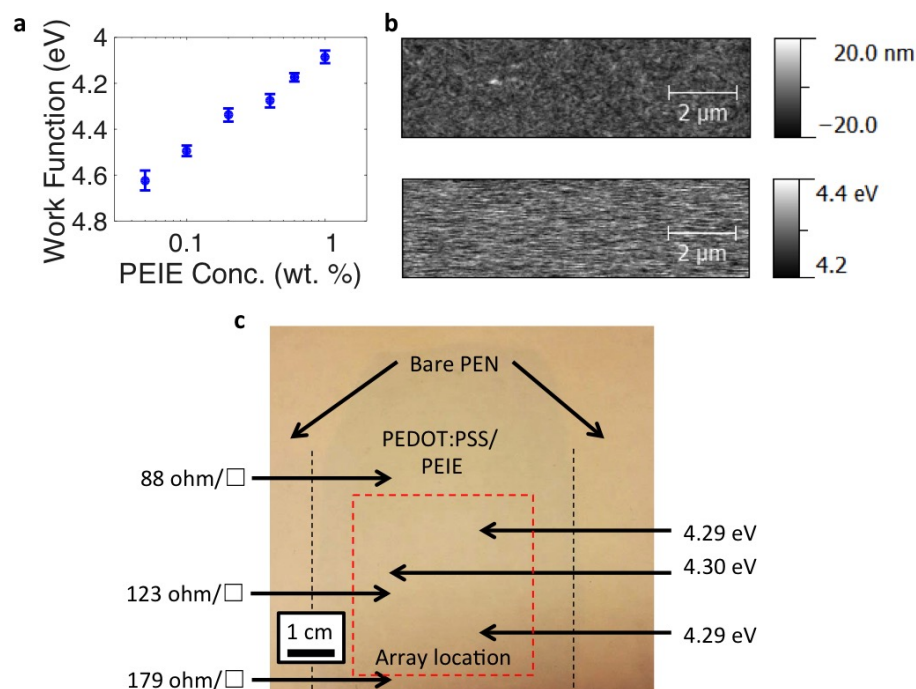 a
Work Function (eV)
4
4.2
4.4
4.6
4.8
0.1
1
PEIE Conc. (wt. %)
b
20.0 nm
−20.0
2 µm
4.4 eV
4.2
2 µm
c
Bare PEN
PEDOT:PSS/
PEIE
88 ohm/□
4.29 eV
4.30 eV
123 ohm/□
1 cm
4.29 eV
Array location
179 ohm/□